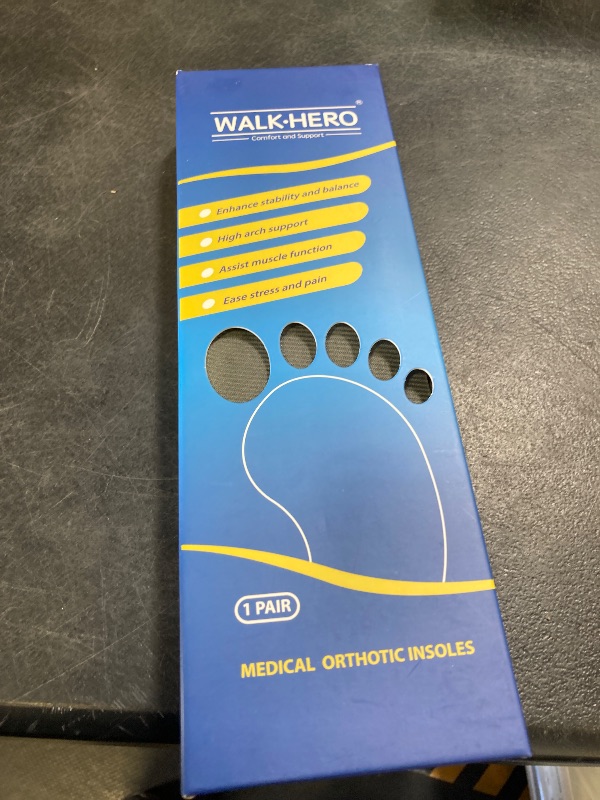 WALK·HERO®
Comfort and Support
Enhance stability and balance
High arch support
Assist muscle function
Ease stress and pain
1 PAIR
MEDICAL ORTHOTIC INSOLES